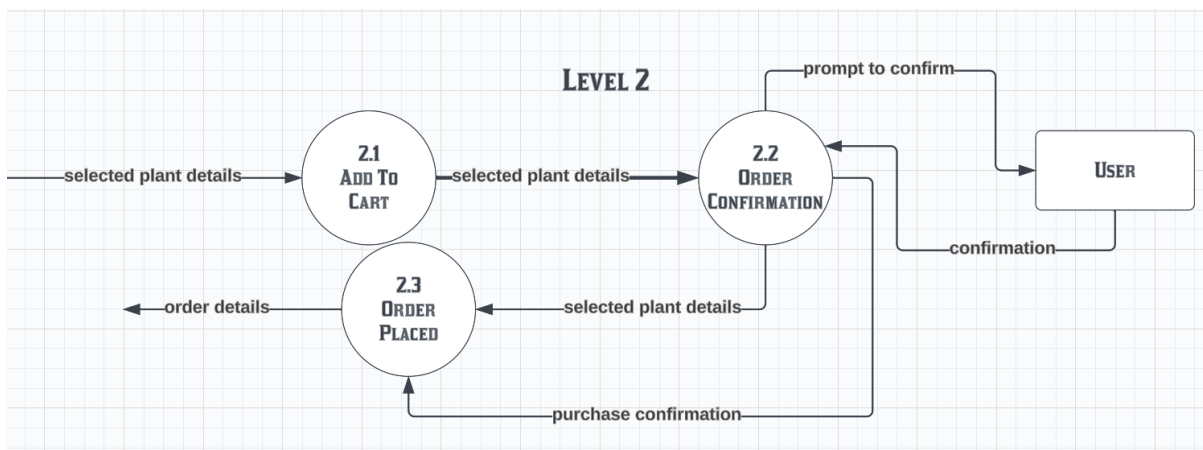 LEVEL 2
prompt to confirm
2.1
ADD TO
CART
selected plant details
selected plant details
2.2
ORDER
CONFIRMATION
USER
confirmation
2.3
ORDER
PLACED
order details
selected plant details
purchase confirmation